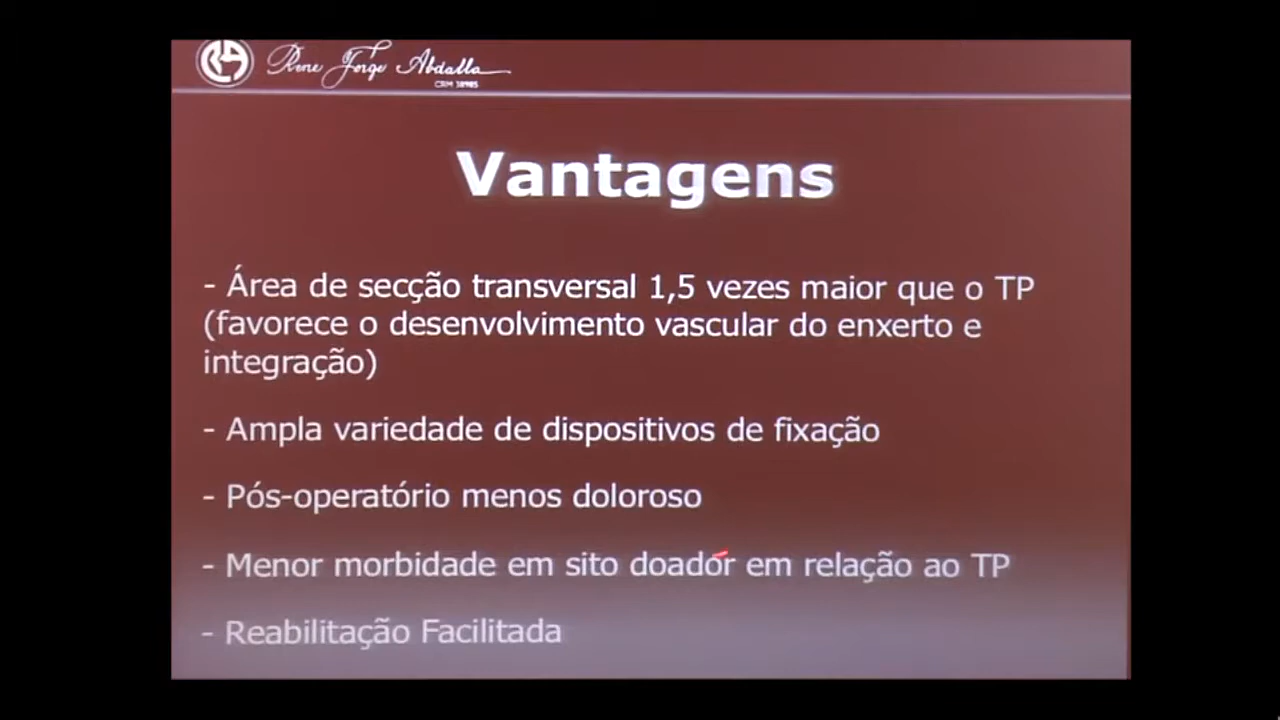 Rene Jorge Abdalla
CRM 38985
Vantagens
- Área de secção transversal 1,5 vezes maior que o TP
(favorece o desenvolvimento vascular do enxerto e
integração)
- Ampla variedade de dispositivos de fixação
- Pós-operatório menos doloroso
- Menor morbidade em sito doador em relação ao TP
- Reabilitação Facilitada